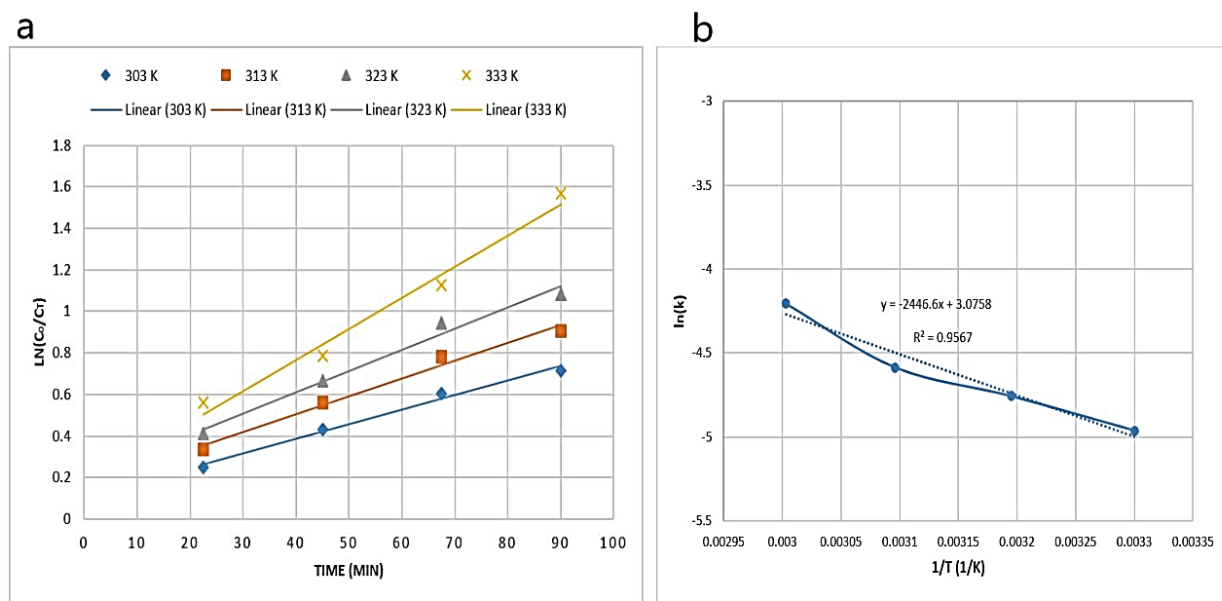 a
303 K 313 K 323 K 333 K
Linear (303 K) Linear (313 K) Linear (323 K) Linear (333 K)
LN(C₀/Cᴛ)
1.8
1.6
1.4
1.2
1
0.8
0.6
0.4
0.2
0
0 10 20 30 40 50 60 70 80 90 100
TIME (MIN)
b
ln(k)
-3
-3.5
-4
-4.5
-5
-5.5
y = -2446.6x + 3.0758
R² = 0.9567
0.00295 0.003 0.00305 0.0031 0.00315 0.0032 0.00325 0.0033 0.00335
1/T (1/K)